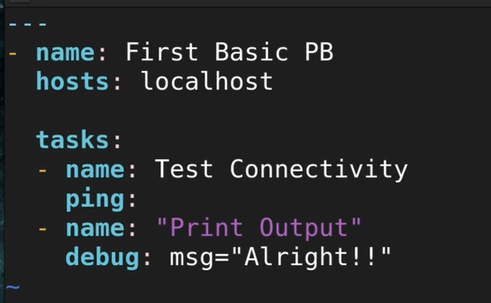 ---
- name: First Basic PB
  hosts: localhost

  tasks:
  - name: Test Connectivity
    ping:
  - name: "Print Output"
    debug: msg="Alright!!"
~